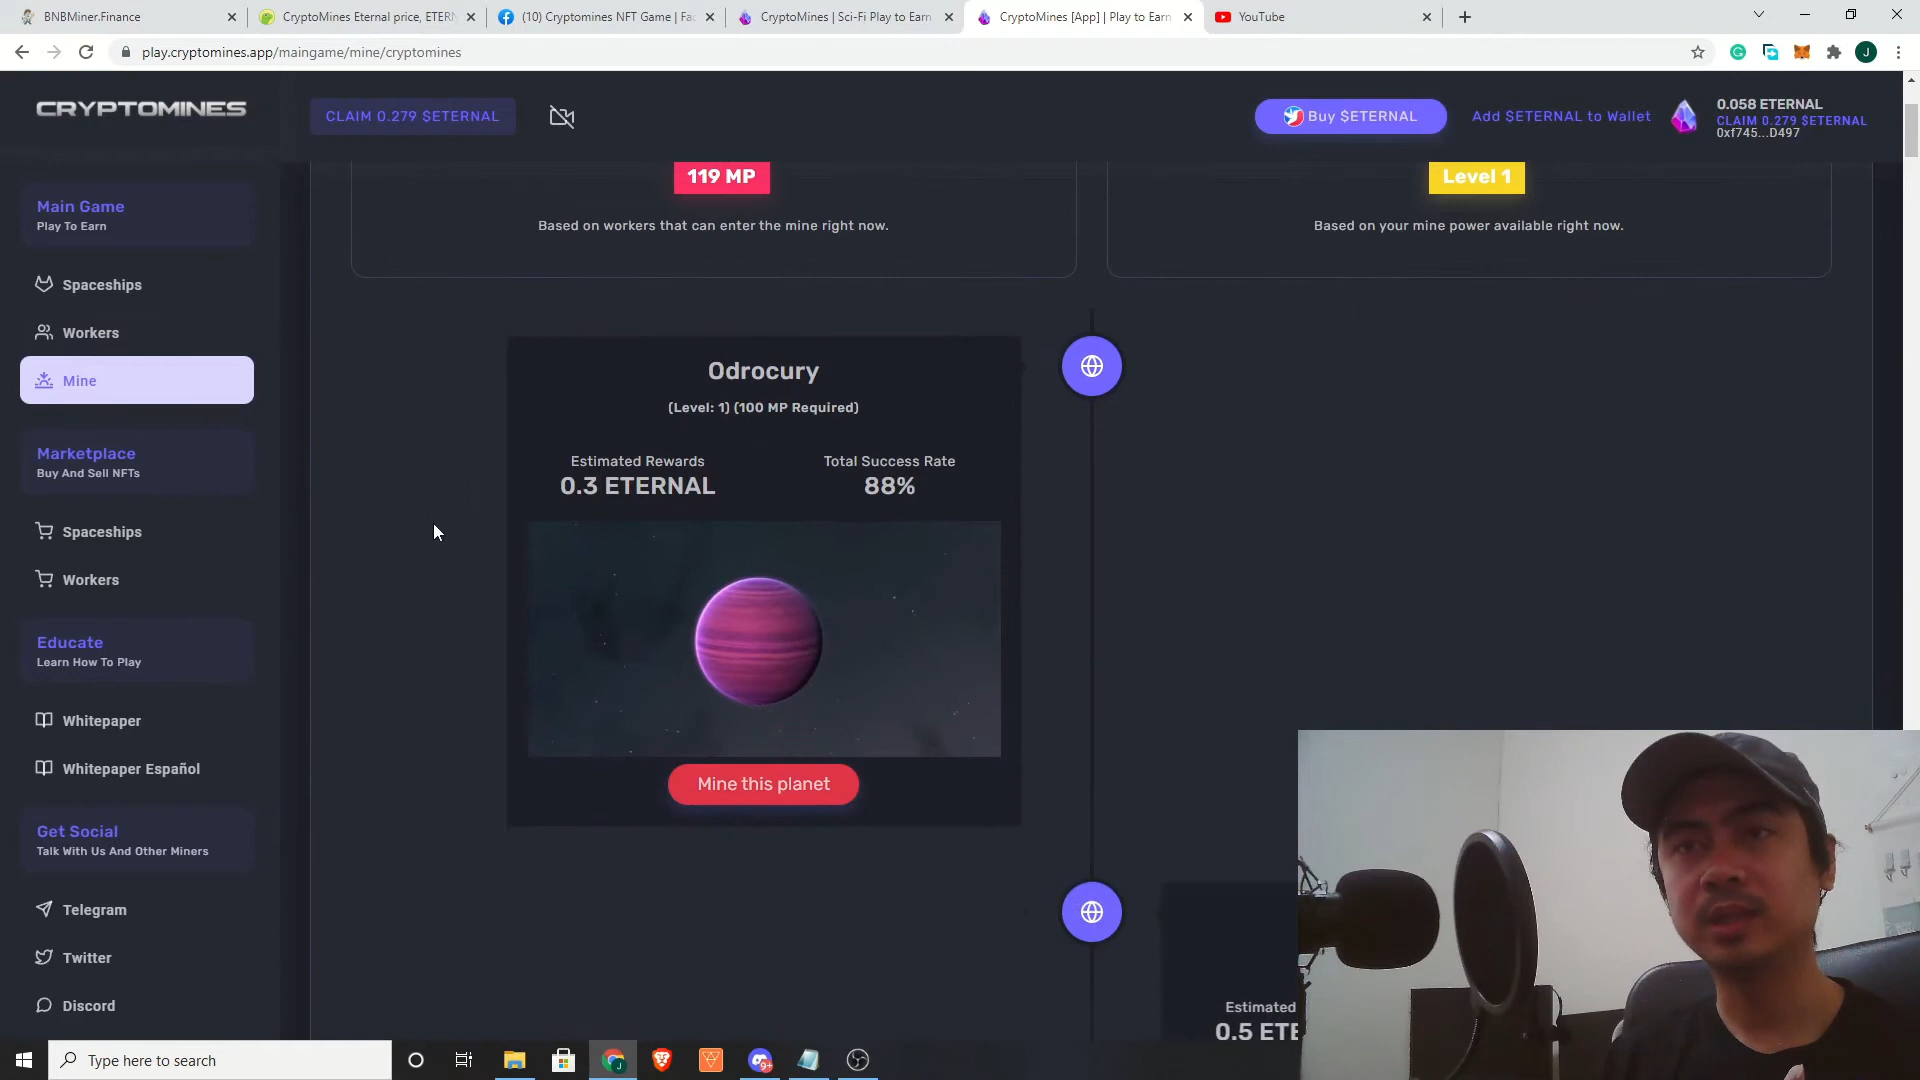 BNBMiner.Finance
CryptoMines Eternal price, ETERN
(10) Cryptomines NFT Game | Fac
CryptoMines | Sci-Fi Play to Earn
CryptoMines [App] | Play to Earn
YouTube
play.cryptomines.app/maingame/mine/cryptomines
J
CRYPTOMINES
CLAIM 0.279 $ETERNAL
Buy $ETERNAL
Add $ETERNAL to Wallet
0.058 ETERNAL
CLAIM 0.279 $ETERNAL
0xf745...D497
Main Game
Play To Earn
Spaceships
Workers
Mine
Marketplace
Buy And Sell NFTs
Spaceships
Workers
Educate
Learn How To Play
Whitepaper
Whitepaper Español
Get Social
Talk With Us And Other Miners
Telegram
Twitter
Discord
119 MP
Based on workers that can enter the mine right now.
Level 1
Based on your mine power available right now.
Odrocury
(Level: 1) (100 MP Required)
Estimated Rewards
0.3 ETERNAL
Total Success Rate
88%
Mine this planet
Estimated
0.5 ETE
Type here to search
9+